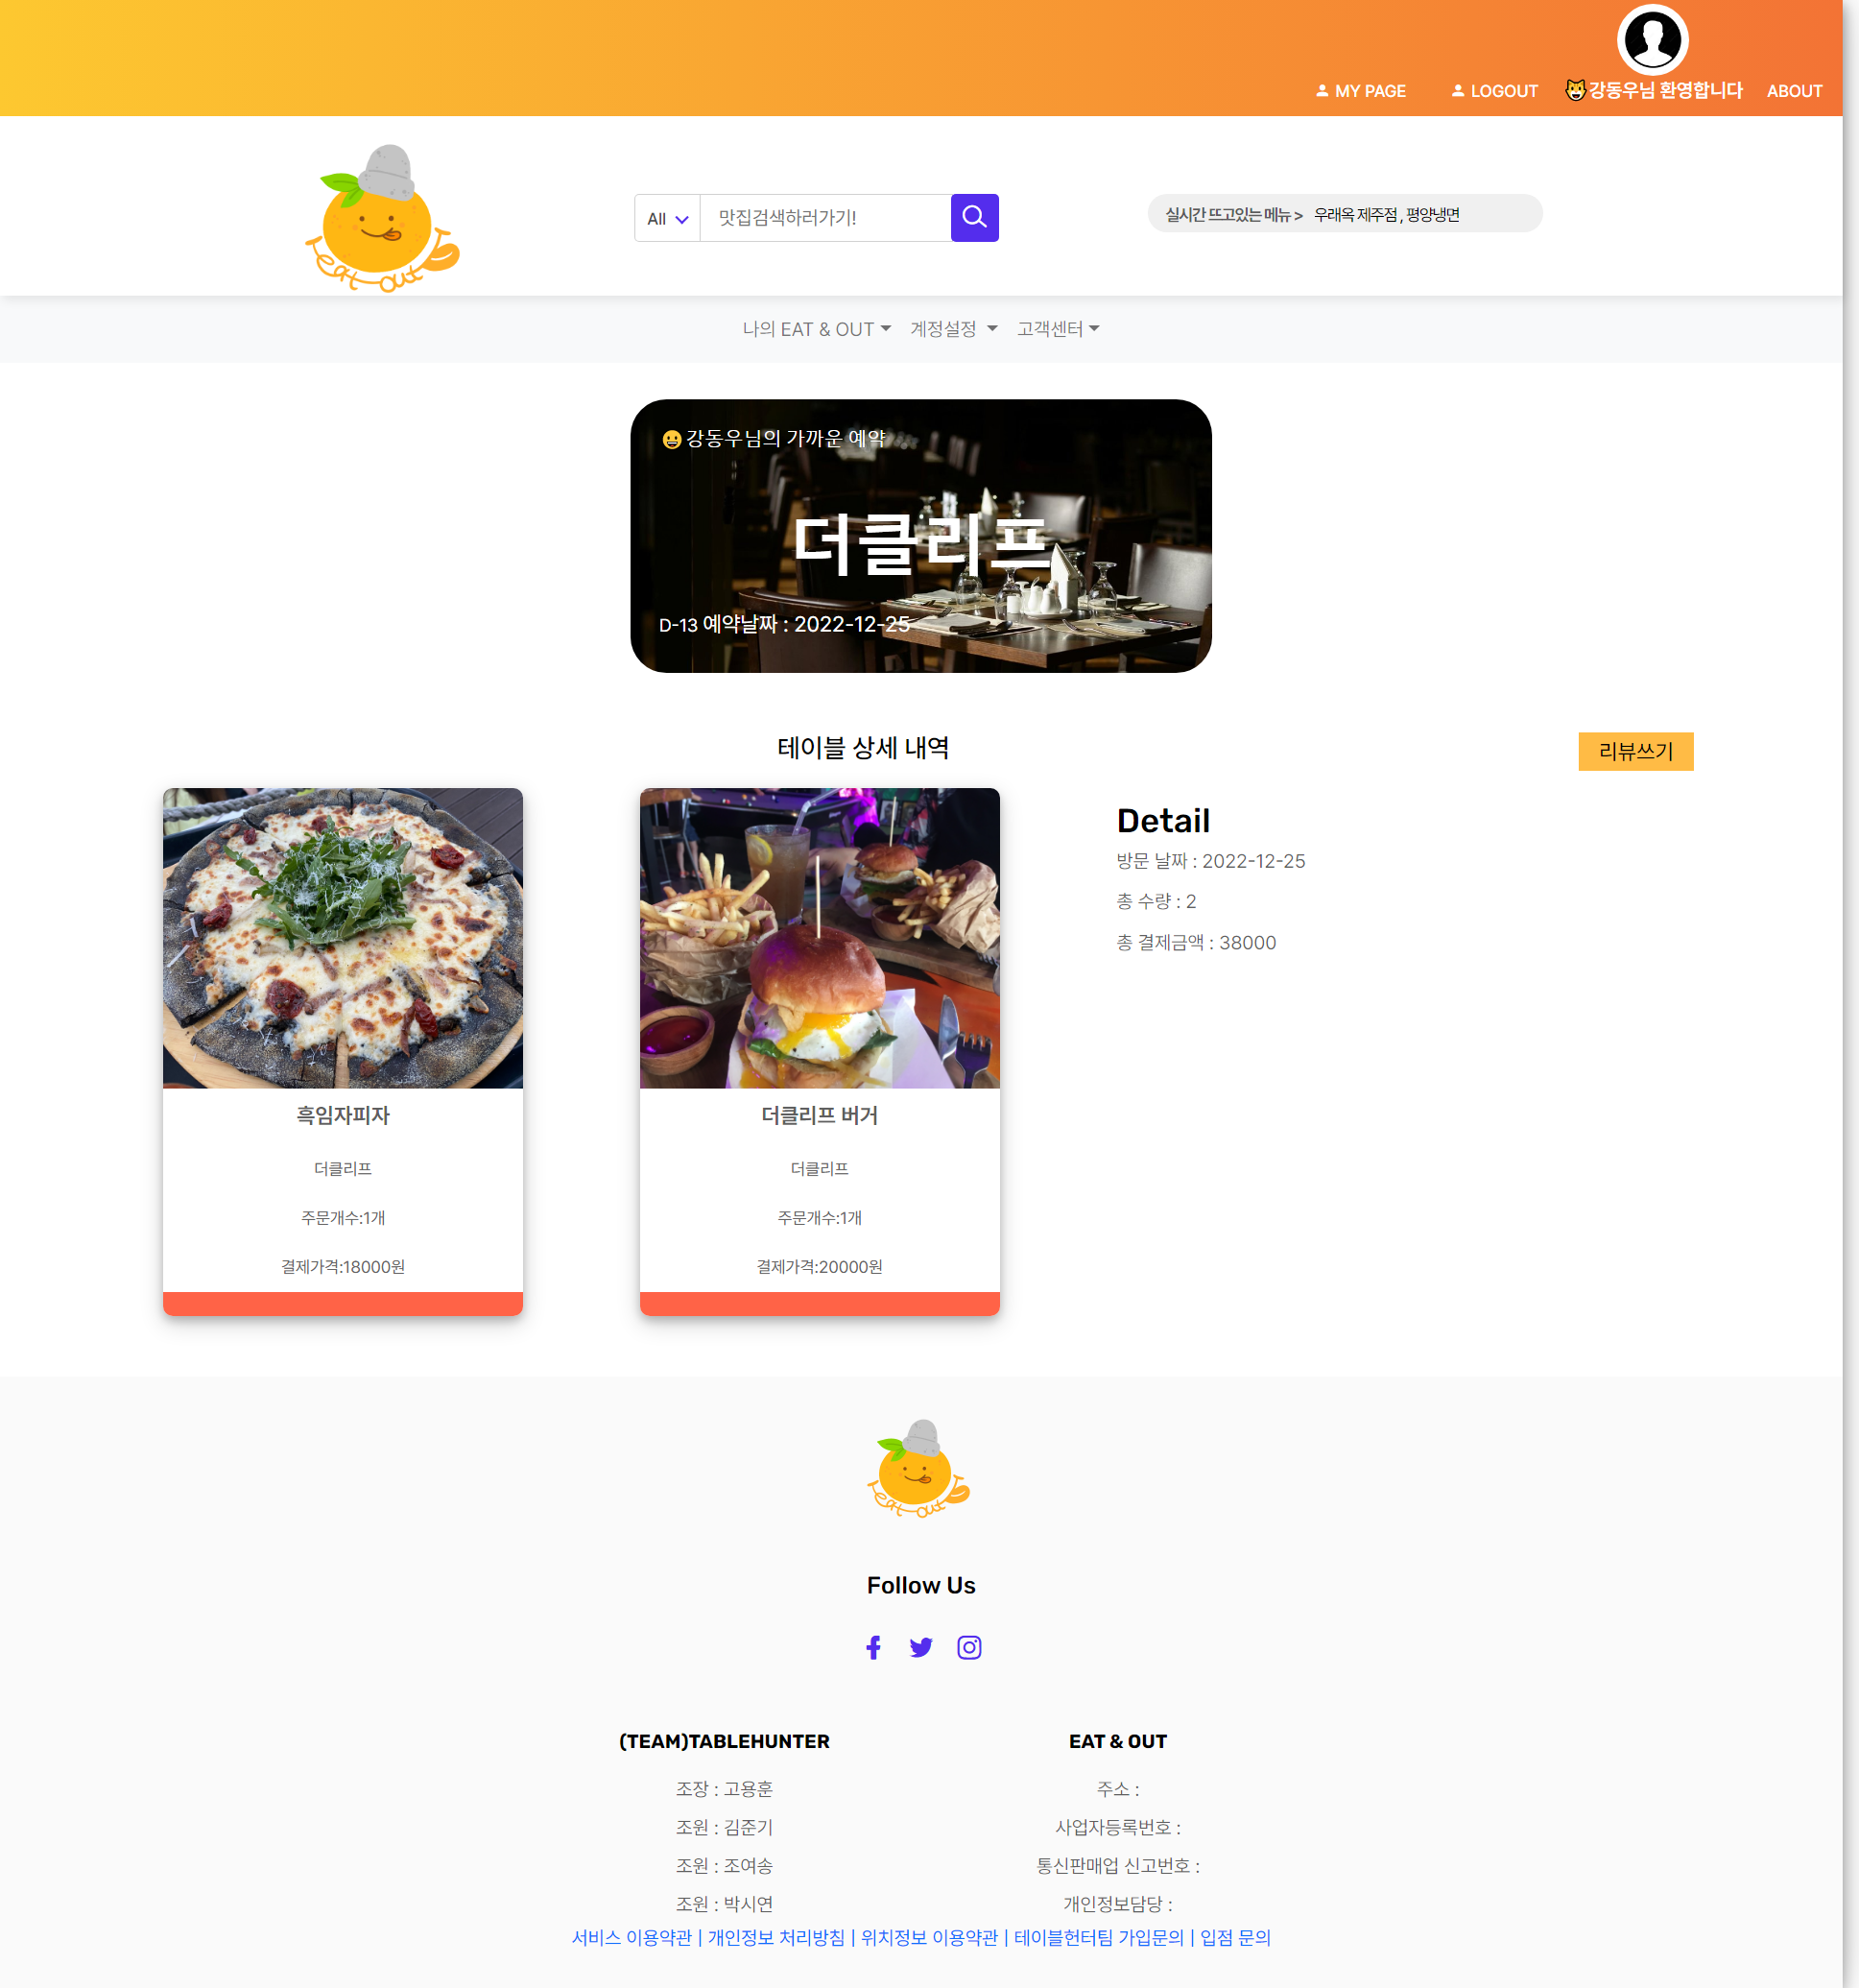 MY PAGE
LOGOUT
강동우님 환영합니다
ABOUT
eat out
All
맛집검색하러가기!
실시간 뜨고있는 메뉴 > 우래옥 제주점 , 평양냉면
나의 EAT & OUT
계정설정
고객센터
강동우님의 가까운 예약
더클리프
D-13 예약날짜 : 2022-12-25
테이블 상세 내역
리뷰쓰기
흑임자피자
더클리프
주문개수:1개
결제가격:18000원
더클리프 버거
더클리프
주문개수:1개
결제가격:20000원
Detail
방문 날짜 : 2022-12-25
총 수량 : 2
총 결제금액 : 38000
eat out
Follow Us
(TEAM)TABLEHUNTER
조장 : 고용훈
조원 : 김준기
조원 : 조여송
조원 : 박시연
EAT & OUT
주소 :
사업자등록번호 :
통신판매업 신고번호 :
개인정보담당 :
서비스 이용약관 | 개인정보 처리방침 | 위치정보 이용약관 | 테이블헌터팀 가입문의 | 입점 문의